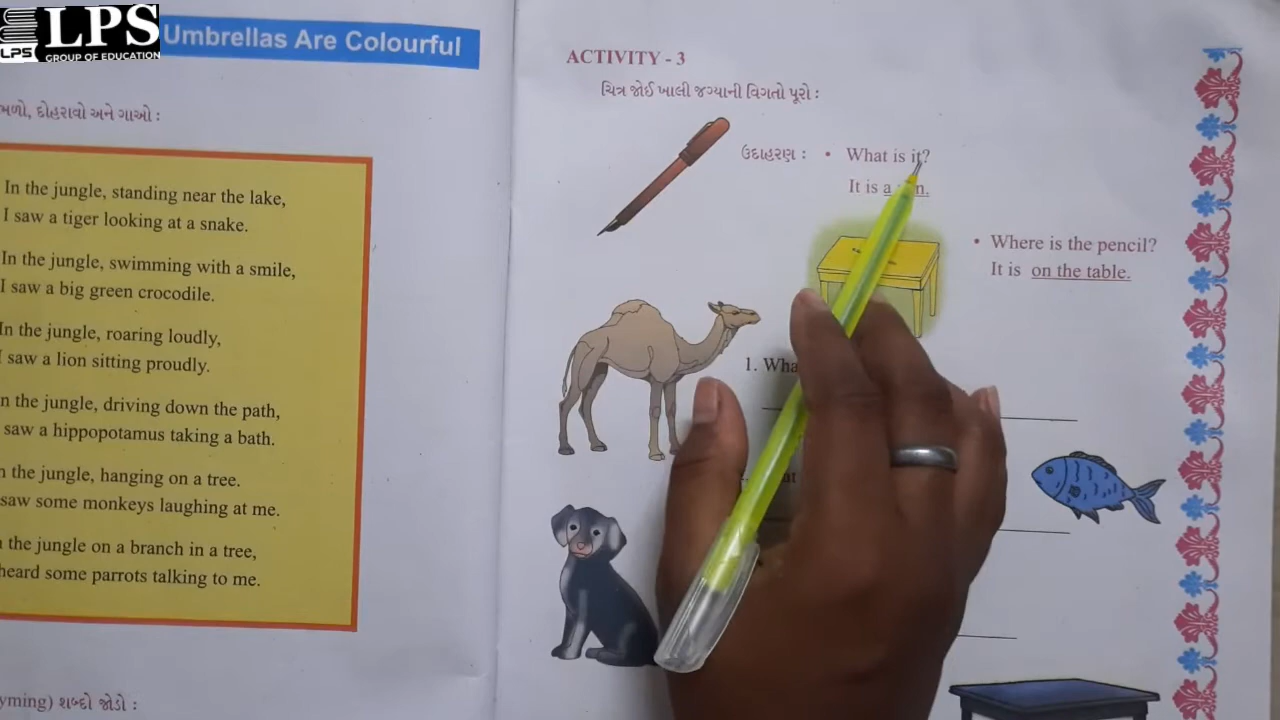 LPS
LPS
GROUP OF EDUCATION
Umbrellas Are Colourful
દોહરાવો અને ગાઓ :
In the jungle, standing near the lake,
I saw a tiger looking at a snake.
In the jungle, swimming with a smile,
I saw a big green crocodile.
In the jungle, roaring loudly,
I saw a lion sitting proudly.
the jungle, driving down the path,
saw a hippopotamus taking a bath.
the jungle, hanging on a tree.
saw some monkeys laughing at me.
the jungle on a branch in a tree,
heard some parrots talking to me.
શબ્દો જોડો :
ACTIVITY - 3
ચિત્ર જોઈ ખાલી જગ્યાની વિગતો પૂરો :
ઉદાહરણ : • What is it?
It is a
• Where is the pencil?
It is on the table.
1.